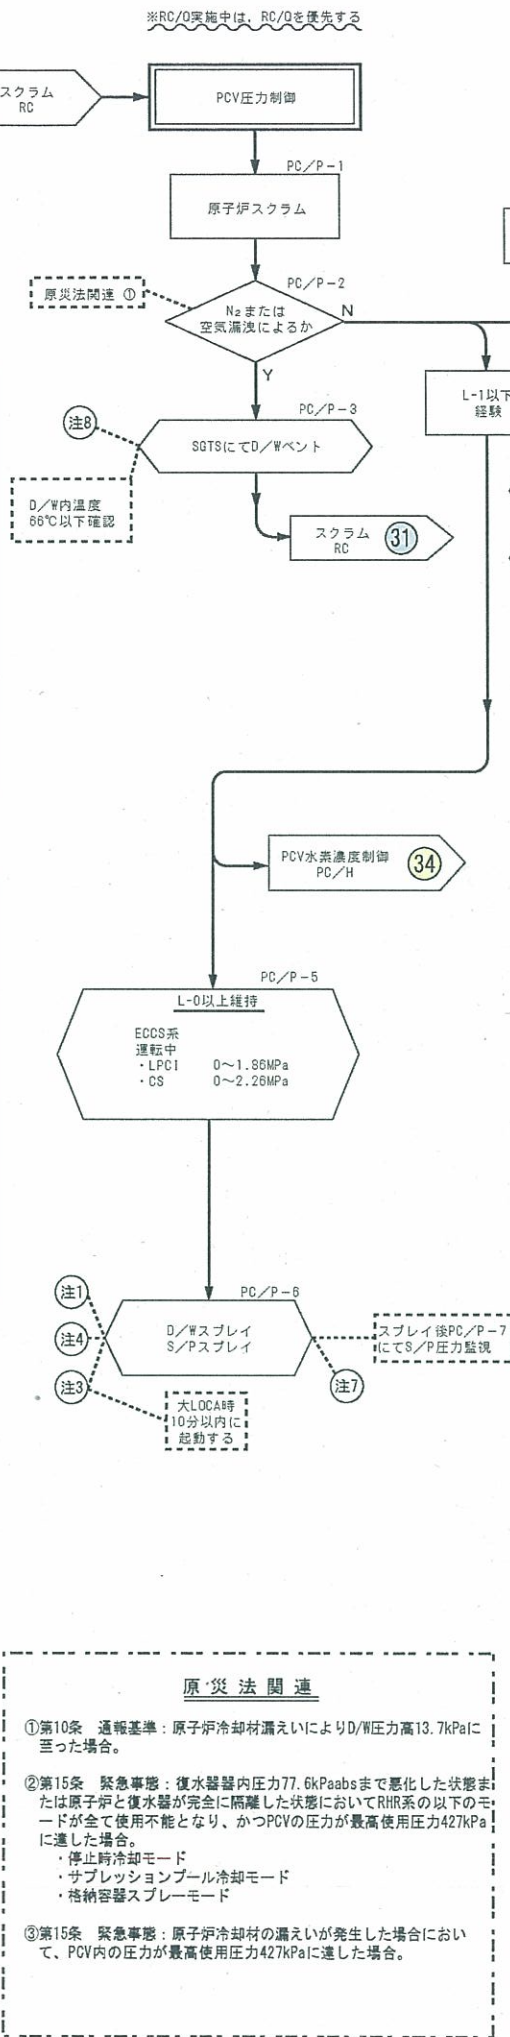 ※RC/Q実施中は，RC/Qを優先する
スクラム
RC
PCV圧力制御
PC／P－1
原子炉スクラム
PC／P－2
原災法関連 ①
N₂または
空気漏洩によるか
N
Y
L-1以下
経験
PC／P－3
注8
SGTSにてD／Wベント
D／W内温度
66℃以下確認
スクラム
RC
31
PCV水素濃度制御
PC／H
34
PC／P－5
L-0以上維持
ECCS系
運転中
・LPCI 0～1.86MPa
・CS 0～2.26MPa
PC／P－6
注1
注4
注3
D／Wスプレイ
S／Pスプレイ
スプレイ後PC／P－7
にてS／P圧力監視
注7
大LOCA時
10分以内に
起動する
原災法関連
①第10条 通報基準：原子炉冷却材漏えいによりD/W圧力高13.7kPaに
至った場合。
②第15条 緊急事態：復水器器内圧力77.6kPaabsまで悪化した状態ま
たは原子炉と復水器が完全に隔離した状態においてRHR系の以下のモ
ードが全て使用不能となり、かつPCVの圧力が最高使用圧力427kPa
に達した場合。
・停止時冷却モード
・サプレッションプール冷却モード
・格納容器スプレーモード
③第15条 緊急事態：原子炉冷却材の漏えいが発生した場合におい
て、PCV内の圧力が最高使用圧力427kPaに達した場合。